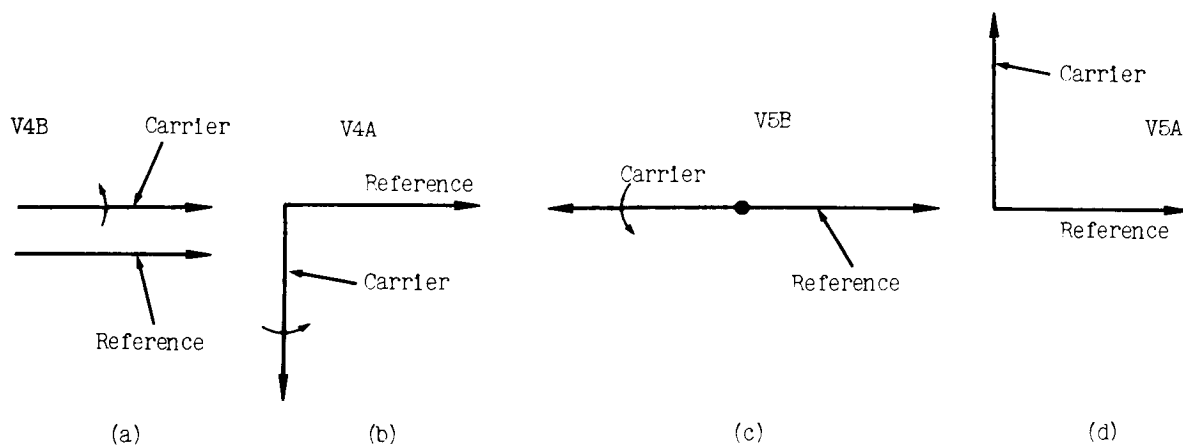 V4B
Carrier
Reference
(a)
V4A
Reference
Carrier
(b)
V5B
Carrier
Reference
(c)
Carrier
V5A
Reference
(d)